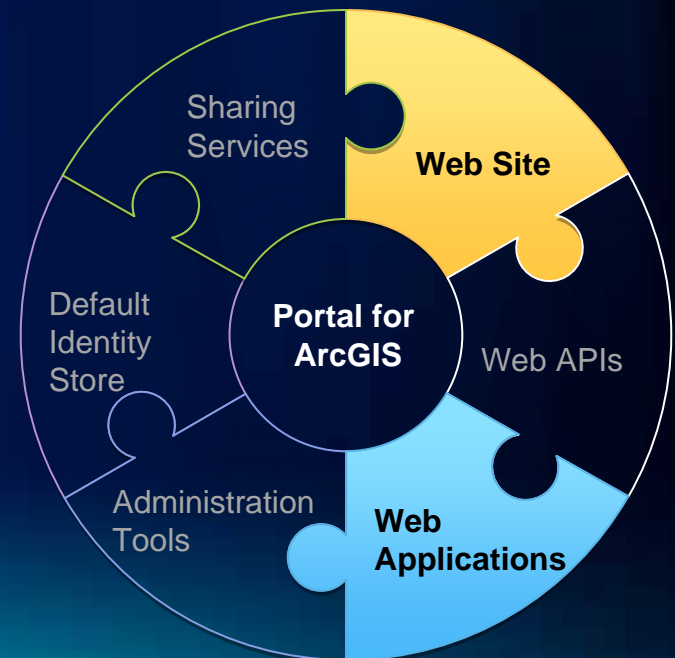 Sharing
Services
Web Site
Default
Identity
Store
Portal for
ArcGIS
Web APIs
Administration
Tools
Web
Applications